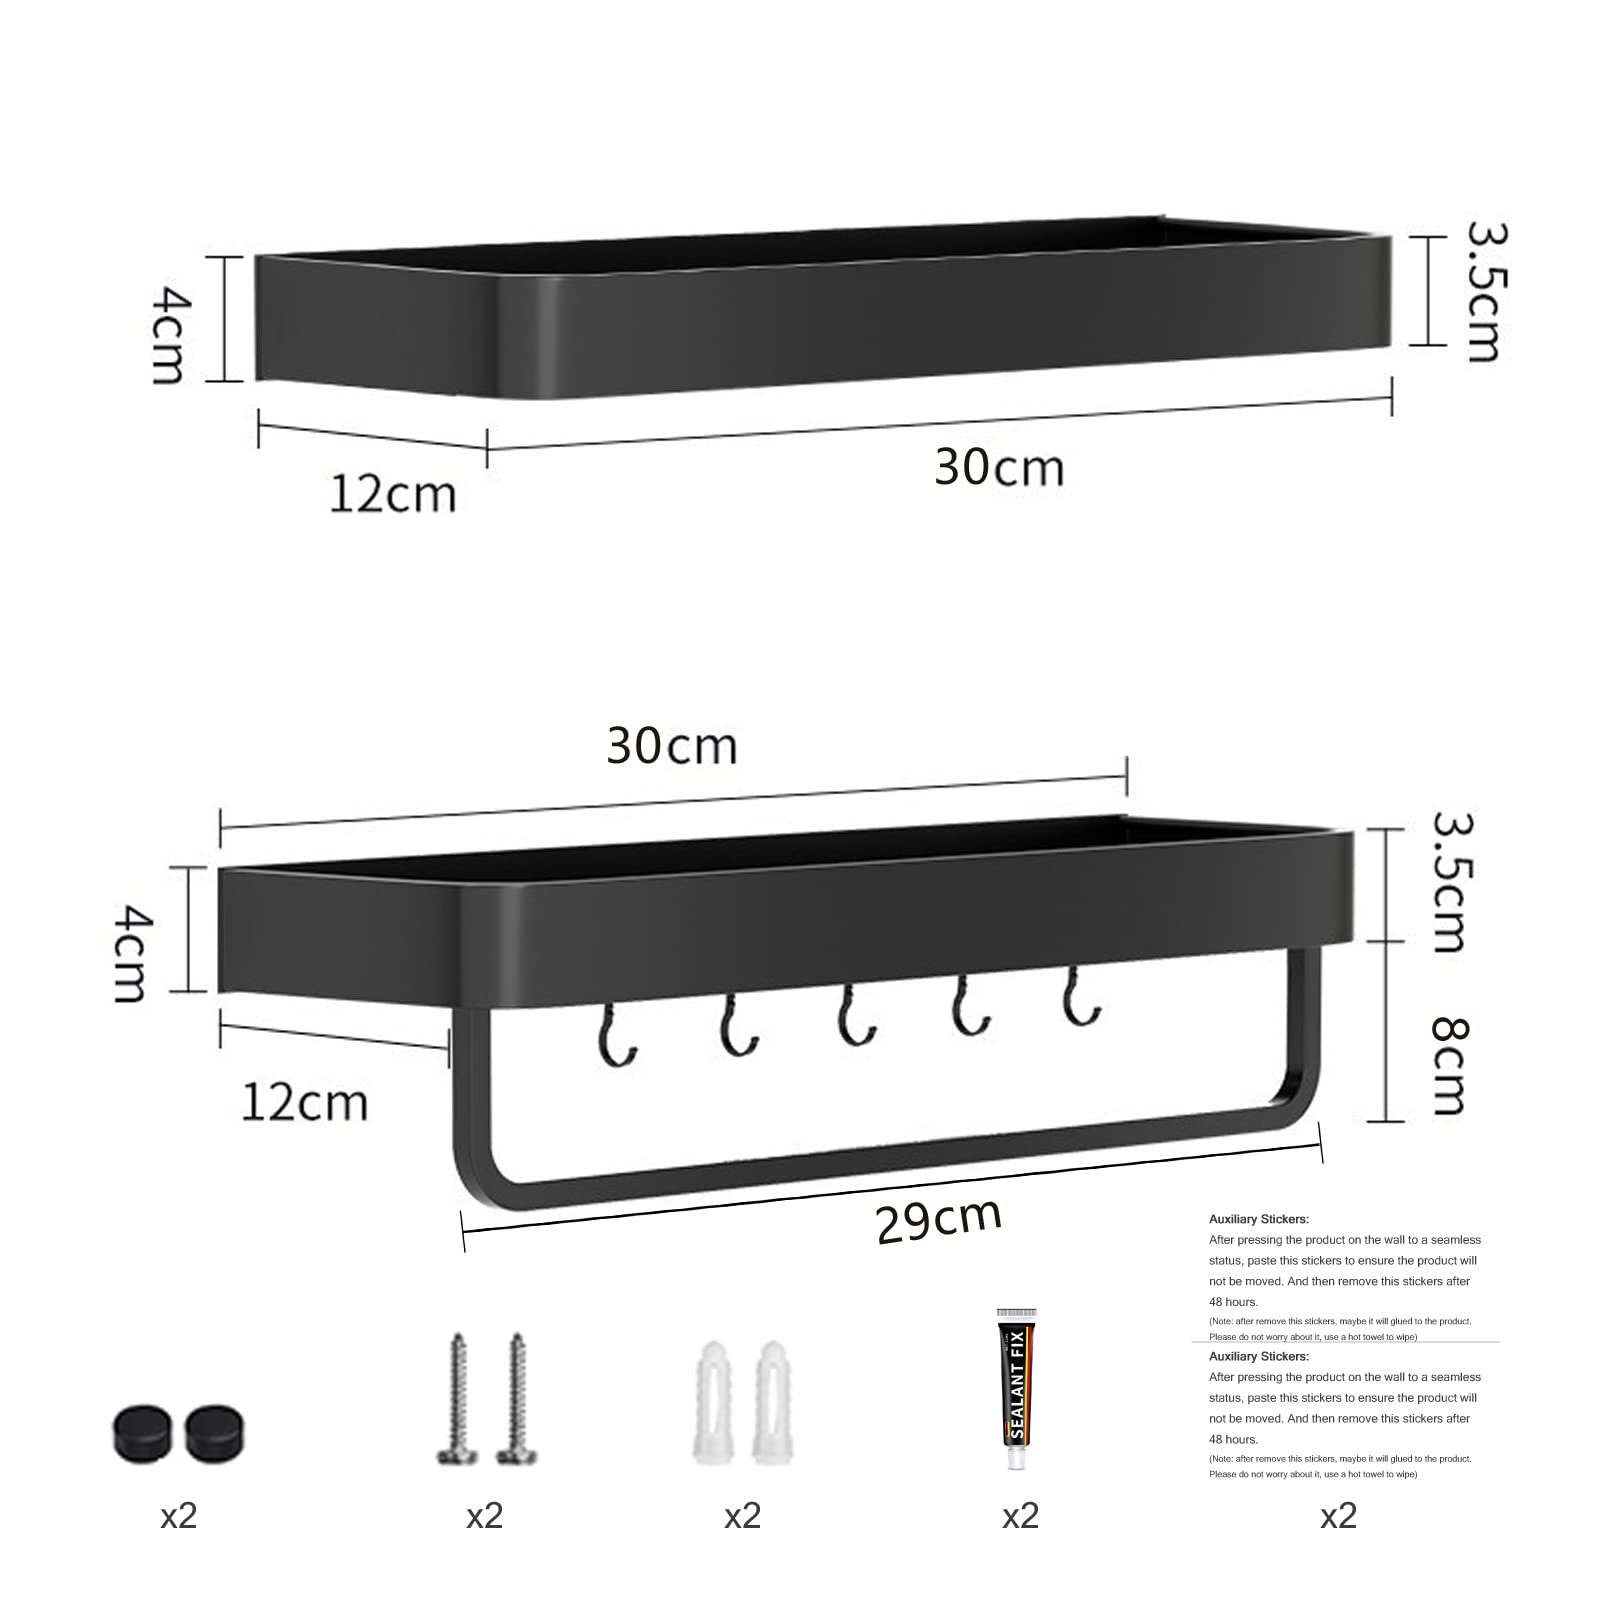 4cm
3.5cm
12cm
30cm
30cm
4cm
3.5cm
12cm
8cm
29cm
Auxiliary Stickers:
After pressing the product on the wall to a seamless
status, paste this stickers to ensure the product will
not be moved. And then remove this stickers after
48 hours.
(Note: after remove this stickers, maybe it will glued to the product.
Please do not worry about it, use a hot towel to wipe)
Auxiliary Stickers:
After pressing the product on the wall to a seamless
status, paste this stickers to ensure the product will
not be moved. And then remove this stickers after
48 hours.
(Note: after remove this stickers, maybe it will glued to the product.
Please do not worry about it, use a hot towel to wipe)
SEALANT FIX
x2
x2
x2
x2
x2